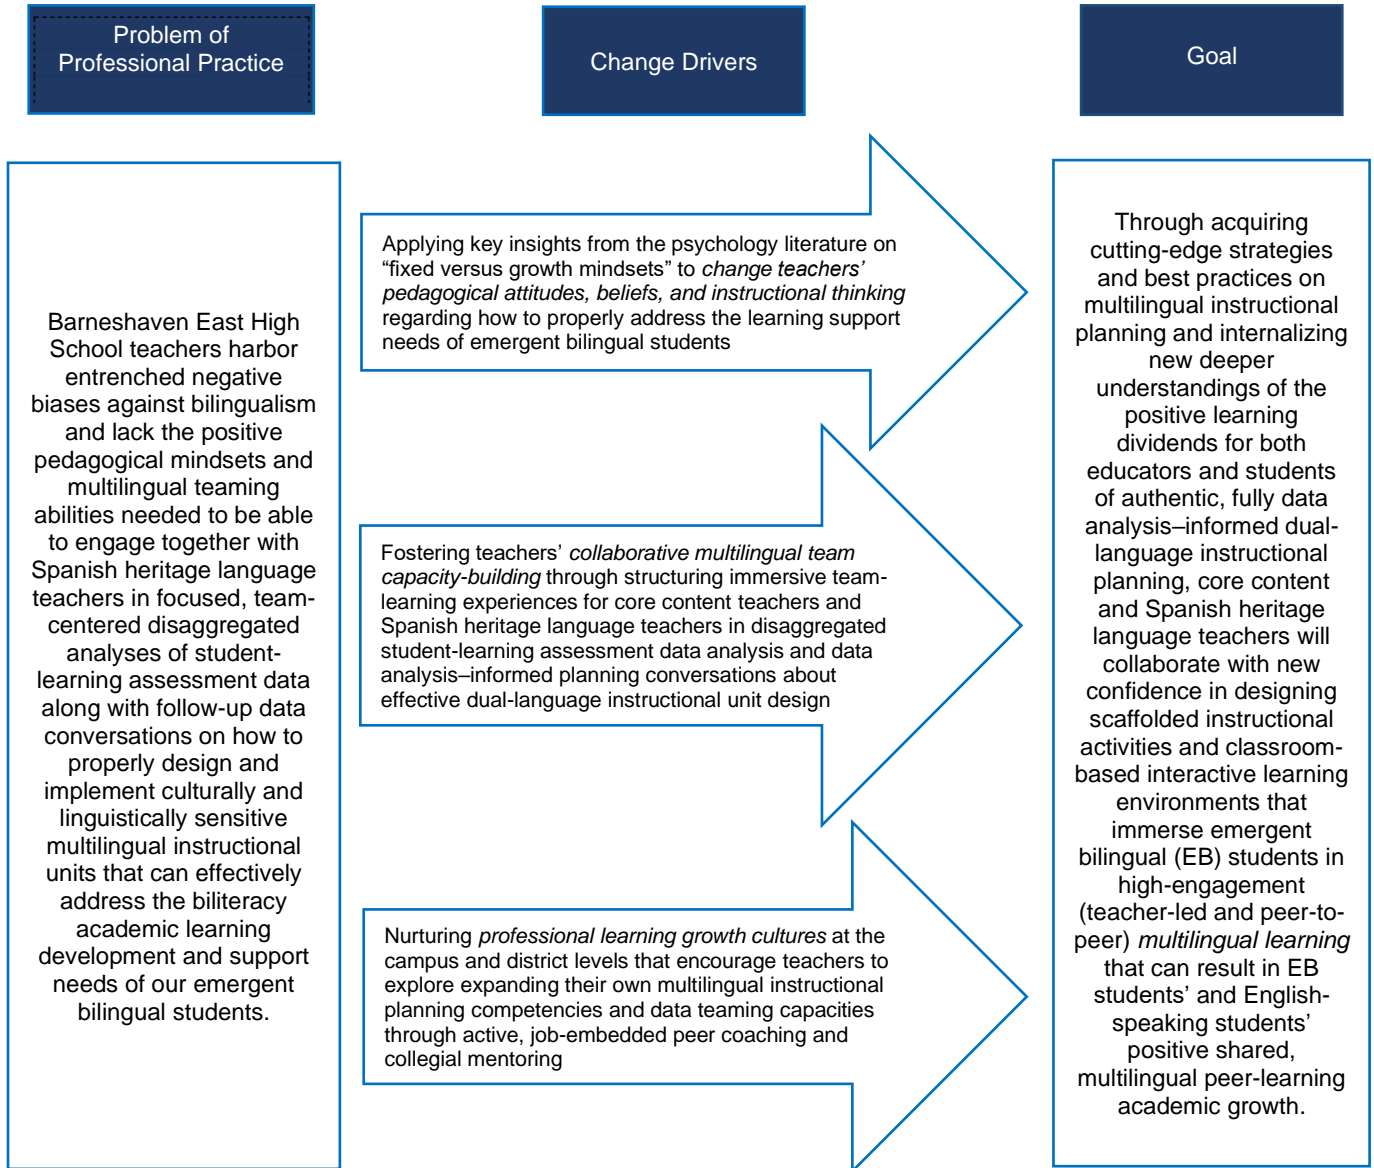 Problem of
Professional Practice
Change Drivers
Goal
Barneshaven East High
School teachers harbor
entrenched negative
biases against bilingualism
and lack the positive
pedagogical mindsets and
multilingual teaming
abilities needed to be able
to engage together with
Spanish heritage language
teachers in focused, team-
centered disaggregated
analyses of student-
learning assessment data
along with follow-up data
conversations on how to
properly design and
implement culturally and
linguistically sensitive
multilingual instructional
units that can effectively
address the biliteracy
academic learning
development and support
needs of our emergent
bilingual students.
Applying key insights from the psychology literature on
“fixed versus growth mindsets” to change teachers’
pedagogical attitudes, beliefs, and instructional thinking
regarding how to properly address the learning support
needs of emergent bilingual students
Fostering teachers’ collaborative multilingual team
capacity-building through structuring immersive team-
learning experiences for core content teachers and
Spanish heritage language teachers in disaggregated
student-learning assessment data analysis and data
analysis–informed planning conversations about
effective dual-language instructional unit design
Nurturing professional learning growth cultures at the
campus and district levels that encourage teachers to
explore expanding their own multilingual instructional
planning competencies and data teaming capacities
through active, job-embedded peer coaching and
collegial mentoring
Through acquiring
cutting-edge strategies
and best practices on
multilingual instructional
planning and internalizing
new deeper
understandings of the
positive learning
dividends for both
educators and students
of authentic, fully data
analysis–informed dual-
language instructional
planning, core content
and Spanish heritage
language teachers will
collaborate with new
confidence in designing
scaffolded instructional
activities and classroom-
based interactive learning
environments that
immerse emergent
bilingual (EB) students in
high-engagement
(teacher-led and peer-to-
peer) multilingual learning
that can result in EB
students’ and English-
speaking students’
positive shared,
multilingual peer-learning
academic growth.